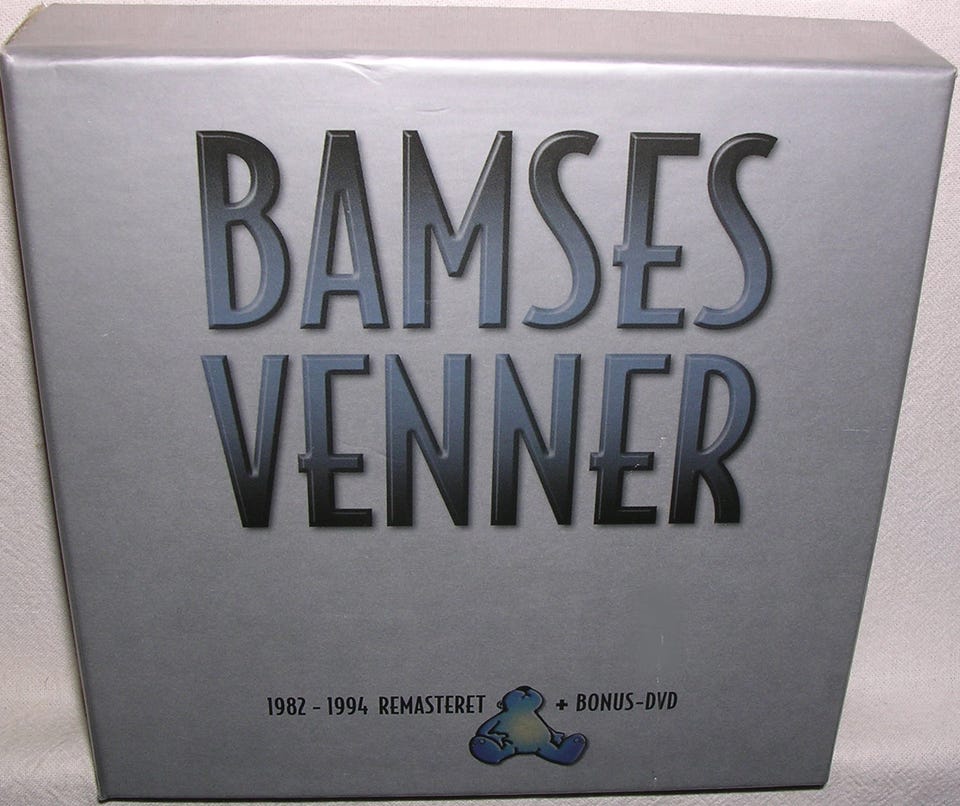 BAMSES
VENNER
1982 - 1994 REMASTERET + BONUS-DVD